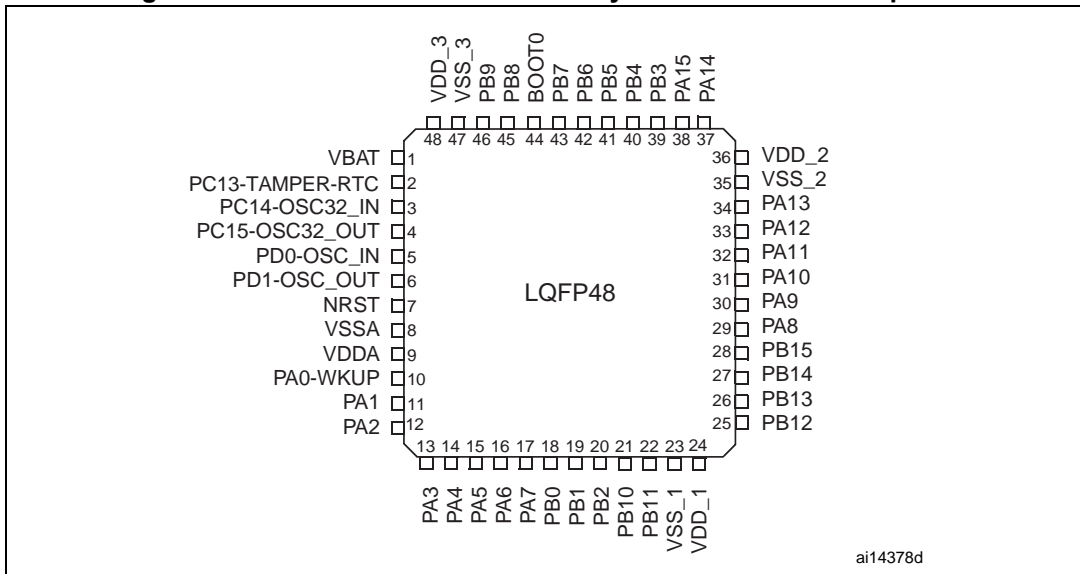 VDD_3
VSS_3
PB9
PB8
BOOT0
PB7
PB6
PB5
PB4
PB3
PA15
PA14
48 47 46 45 44 43 42 41 40 39 38 37
VBAT 1
PC13-TAMPER-RTC 2
PC14-OSC32_IN 3
PC15-OSC32_OUT 4
PD0-OSC_IN 5
PD1-OSC_OUT 6
NRST 7
VSSA 8
VDDA 9
PA0-WKUP 10
PA1 11
PA2 12
LQFP48
36 VDD_2
35 VSS_2
34 PA13
33 PA12
32 PA11
31 PA10
30 PA9
29 PA8
28 PB15
27 PB14
26 PB13
25 PB12
13 14 15 16 17 18 19 20 21 22 23 24
PA3
PA4
PA5
PA6
PA7
PB0
PB1
PB2
PB10
PB11
VSS_1
VDD_1
ai14378d